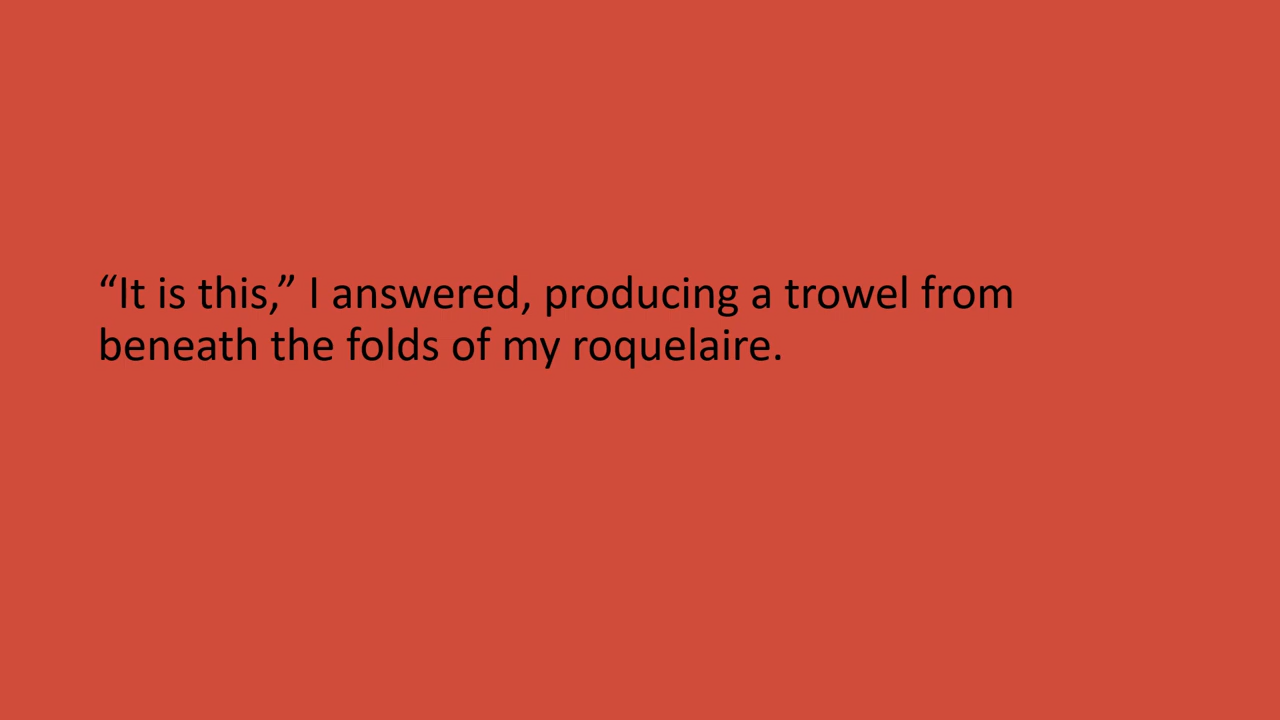 “It is this,” I answered, producing a trowel from
beneath the folds of my roquelaire.